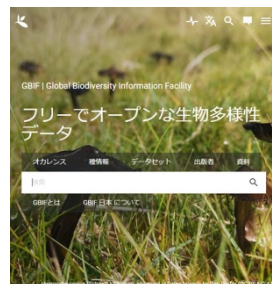 GBIF | Global Biodiversity Information Facility
フリーでオープンな生物多様性
データ
オカレンス 種情報 データセット 出版者 資料
検索
GBIFとは GBIF 日本 について